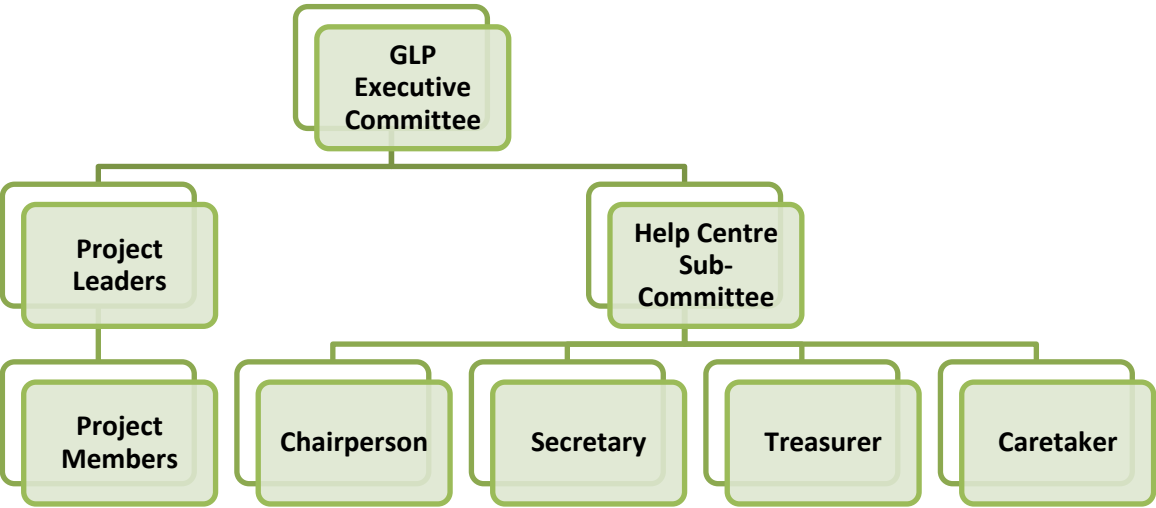 GLP
Executive
Committee
Project
Leaders
Help Centre
Sub-
Committee
Project
Members
Chairperson
Secretary
Treasurer
Caretaker